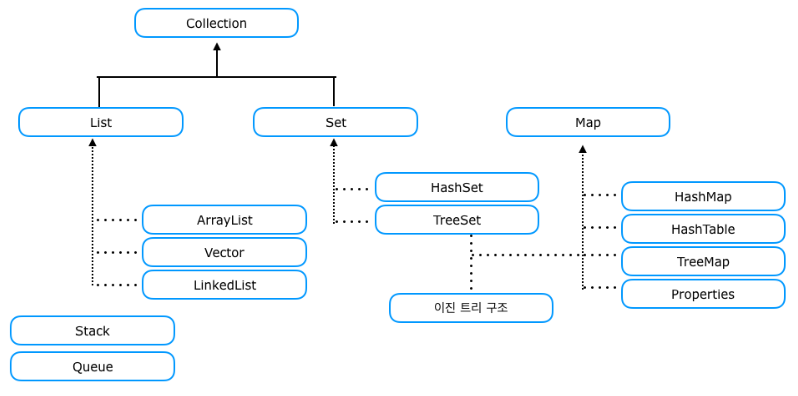 Collection
List
Set
Map
HashSet
TreeSet
HashMap
HashTable
TreeMap
Properties
ArrayList
Vector
LinkedList
이진 트리 구조
Stack
Queue